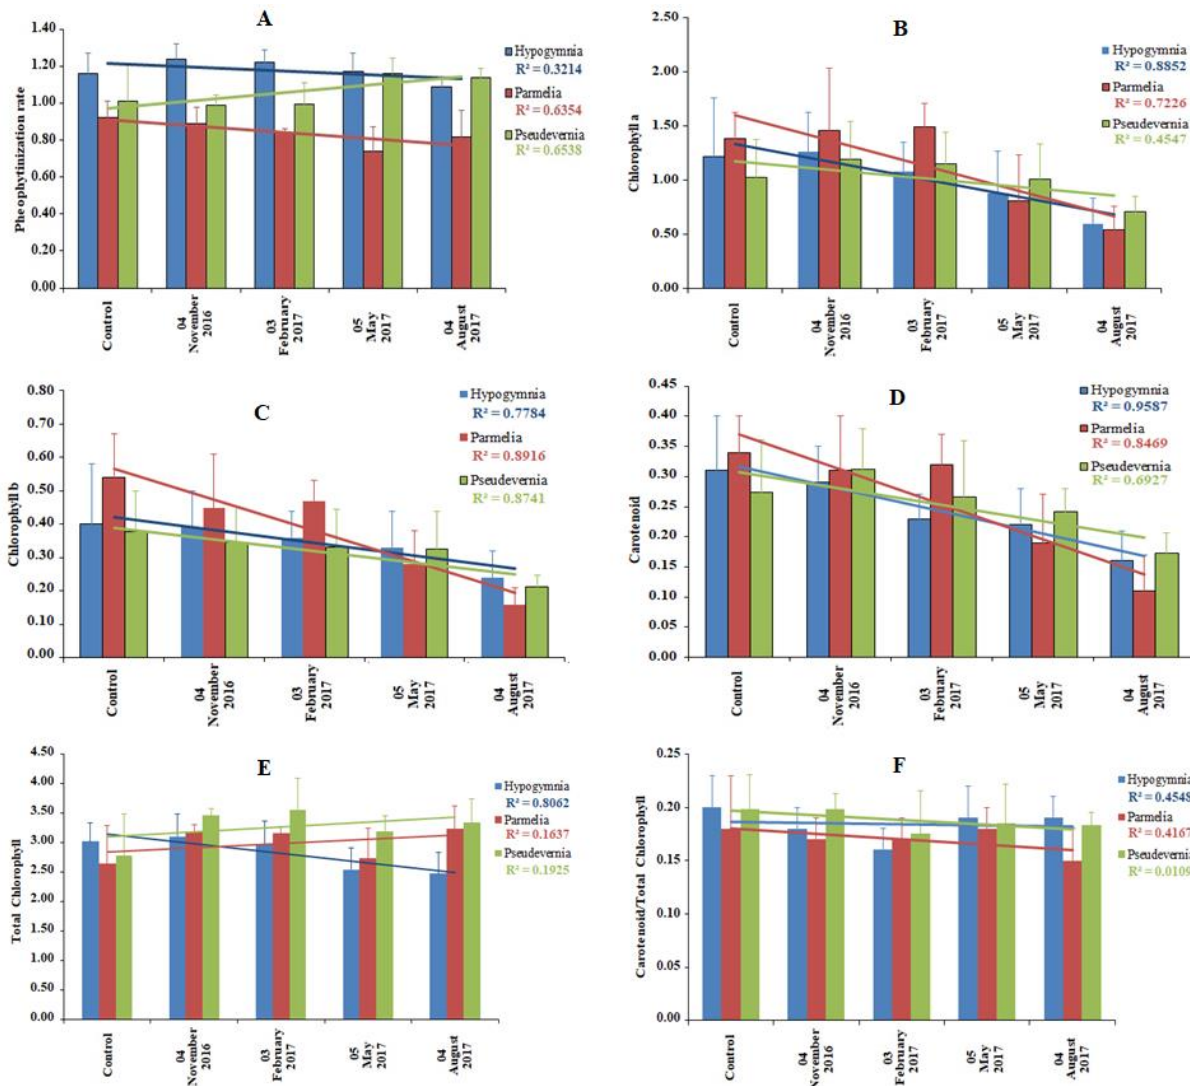 A
1.40
1.20
1.00
0.80
0.60
0.40
0.20
0.00
Pheophytinization rate
Control
04
November
2016
03
February
2017
05
May
2017
04
August
2017
Hypogymnia
R² = 0.3214
Parmelia
R² = 0.6354
Pseudevernia
R² = 0.6538
B
2.50
2.00
1.50
1.00
0.50
0.00
Chlorophyll a
Control
04
November
2016
03
February
2017
05
May
2017
04
August
2017
Hypogymnia
R² = 0.8852
Parmelia
R² = 0.7226
Pseudevernia
R² = 0.4547
C
0.80
0.70
0.60
0.50
0.40
0.30
0.20
0.10
0.00
Chlorophyll b
Control
04
November
2016
03
February
2017
05
May
2017
04
August
2017
Hypogymnia
R² = 0.7784
Parmelia
R² = 0.8916
Pseudevernia
R² = 0.8741
D
0.45
0.40
0.35
0.30
0.25
0.20
0.15
0.10
0.05
0.00
Carotenoid
Control
04
November
2016
03
February
2017
05
May
2017
04
August
2017
Hypogymnia
R² = 0.9587
Parmelia
R² = 0.8469
Pseudevernia
R² = 0.6927
E
4.50
4.00
3.50
3.00
2.50
2.00
1.50
1.00
0.50
0.00
Total Chlorophyll
Control
04
November
2016
03
February
2017
05
May
2017
04
August
2017
Hypogymnia
R² = 0.8062
Parmelia
R² = 0.1637
Pseudevernia
R² = 0.1925
F
0.25
0.20
0.15
0.10
0.05
0.00
Carotenoid/Total Chlorophyll
Control
04
November
2016
03
February
2017
05
May
2017
04
August
2017
Hypogymnia
R² = 0.4548
Parmelia
R² = 0.4167
Pseudevernia
R² = 0.0109